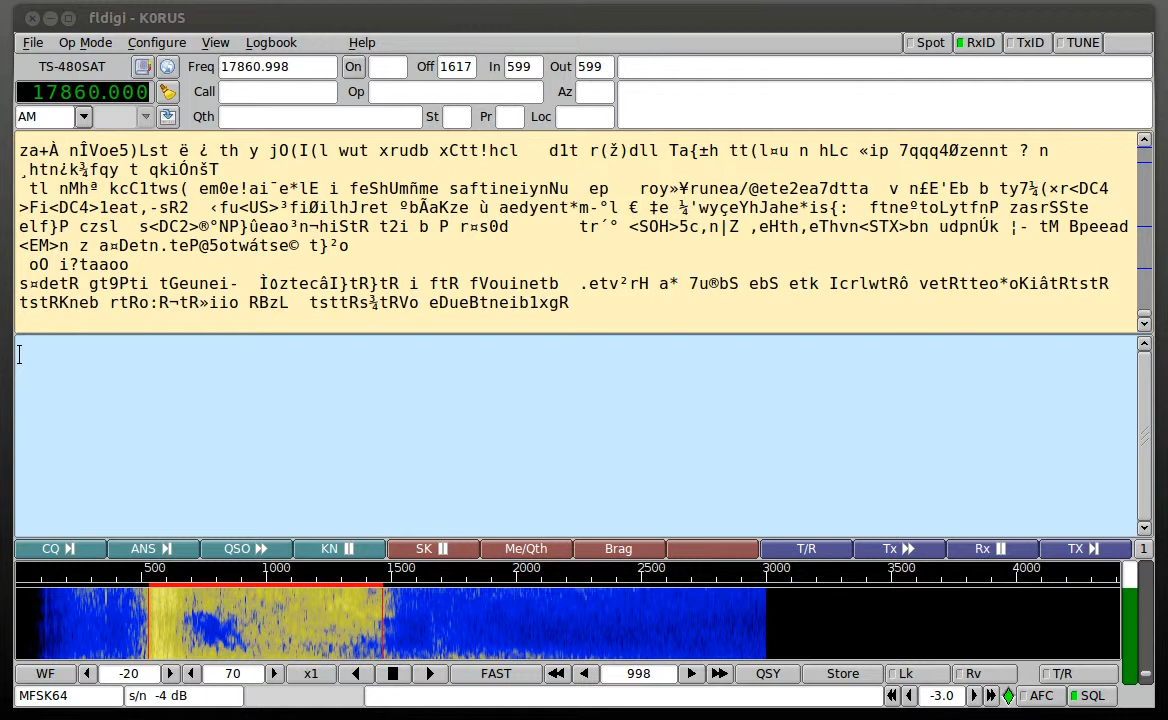 fldigi - K0RUS
File Op Mode Configure View Logbook Help Spot RxID TxID TUNE
TS-480SAT Freq 17860.998 On Off 1617 In 599 Out 599
17860.000 Call Op Az
AM Qth St Pr Loc
za+À nÎVoe5)Lst ë ¿ th y jO(I(l wut xrudb xCtt!hcl d1t r(ž)dll Ta{±h tt(l¤u n hLc «ip 7qqq4Øzennt ? n
¸htn¿k¾fqy t qkiÓnšT
tl nMhª kcC1tws( em0e!ai¯e*lE i feShUmñme saftineiynNu ep roy»¥runea/@ete2ea7dtta v n£E'Eb b ty7¼(×r<DC4
>Fi<DC4>1eat,-sR2 ‹fu<US>³fiØilhJret ºbÃaKze ù aedyent*m-°l € ‡e ¼'wyçeYhJahe*is{: ftneºtoLytfnP zasrSSte
elf}P czsl s<DC2>®°NP}ûeao³n¬hiStR t2i b P r¤s0d tr´° <SOH>5c,n|Z ,eHth,eThvn<STX>bn udpnÚk ¦- tM Bpeead
<EM>n z a¤Detn.teP@5otwátse© t}²o
oO i?taaoo
s¤detR gt9Pti tGeunei- ztecâI}tR}tR i ftR fVouinetb .etv²rH a* 7u®bS ebS etk IcrlwtRô vetRtteo*oKiâtRtstR
tstRKneb rtRo:R¬tR»iio RBzL tsttRs¾tRVo eDueBtneib1xgR
CQ ANS QSO KN SK Me/Qth Brag T/R Tx Rx TX 1
500 1000 1500 2000 2500 3000 3500 4000
WF -20 70 x1 FAST 998 QSY Store Lk Rv T/R
MFSK64 s/n -4 dB -3.0 AFC SQL